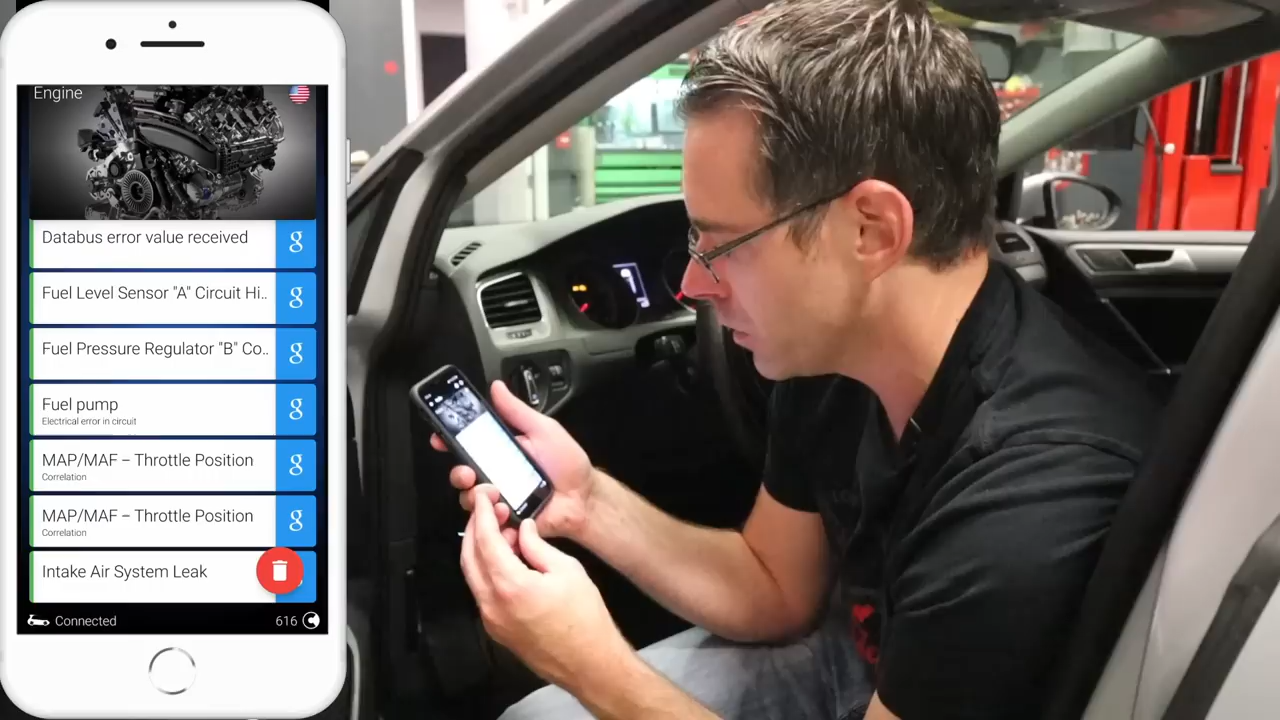 Engine
Databus error value received
g
Fuel Level Sensor "A" Circuit Hi..
g
Fuel Pressure Regulator "B" Co..
g
Fuel pump
Electrical error in circuit
g
MAP/MAF – Throttle Position
Correlation
g
MAP/MAF – Throttle Position
Correlation
g
Intake Air System Leak
Connected
616